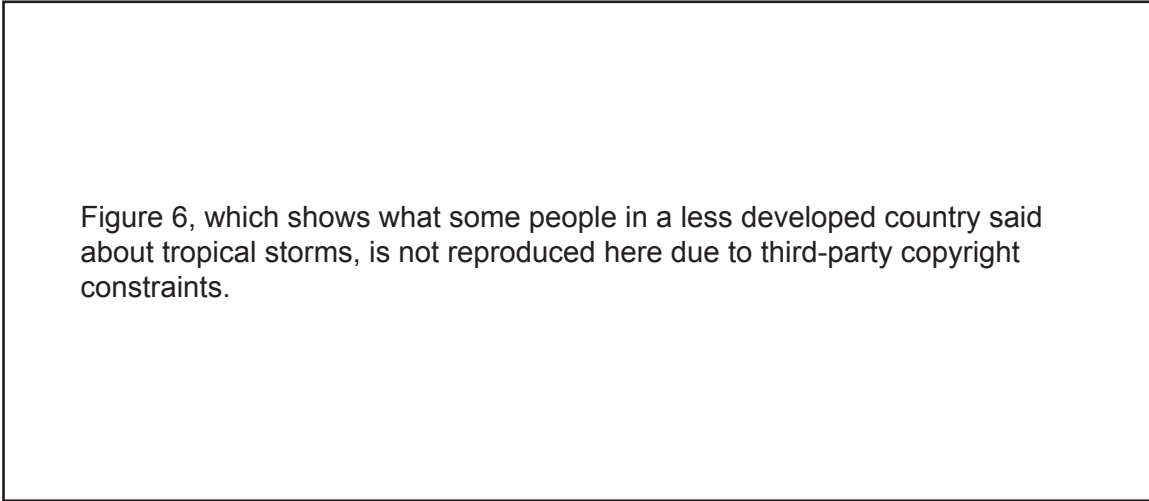 Figure 6, which shows what some people in a less developed country said
about tropical storms, is not reproduced here due to third-party copyright
constraints.